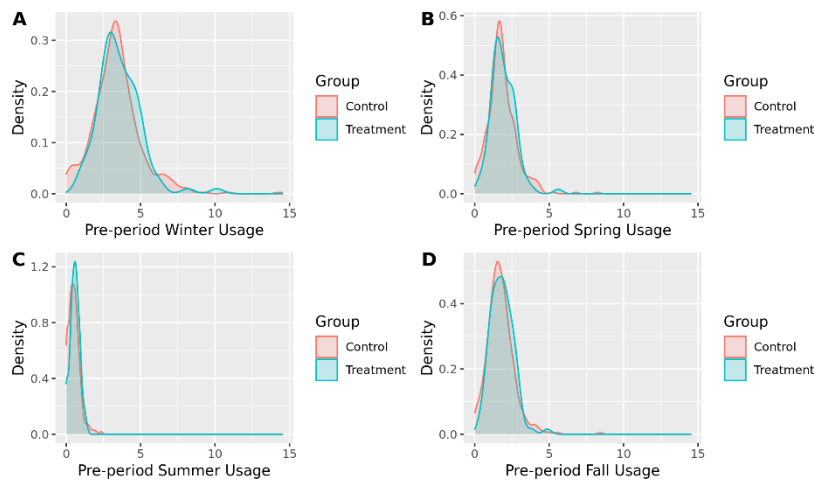 A
Density
0.3
0.2
0.1
0.0
0
5
10
15
Pre-period Winter Usage
Group
Control
Treatment
B
Density
0.6
0.4
0.2
0.0
0
5
10
15
Pre-period Spring Usage
Group
Control
Treatment
C
Density
1.2
0.8
0.4
0.0
0
5
10
15
Pre-period Summer Usage
Group
Control
Treatment
D
Density
0.4
0.2
0.0
0
5
10
15
Pre-period Fall Usage
Group
Control
Treatment